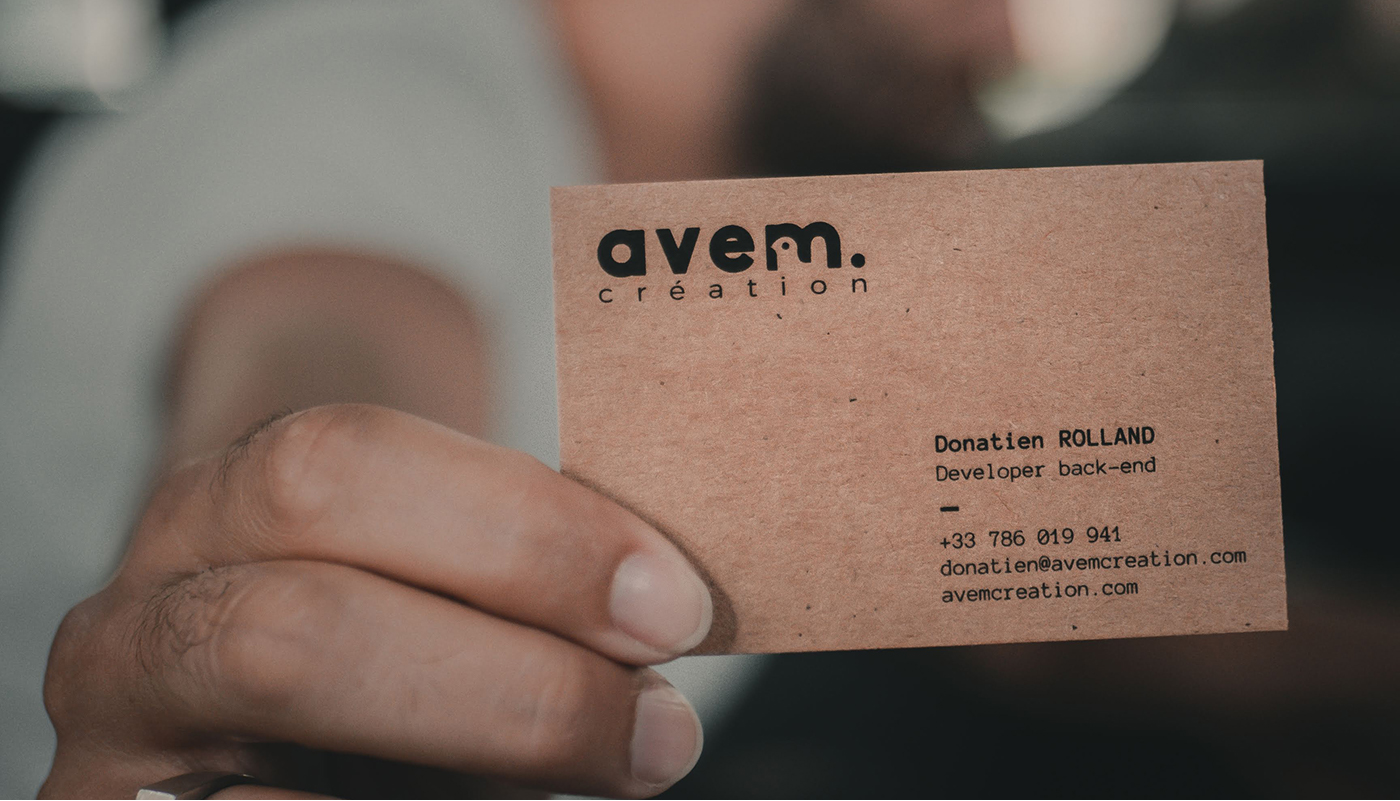 avem.
création
Donatien ROLLAND
Developer back-end
+33 786 019 941
donatien@avemcreation.com
avemcreation.com